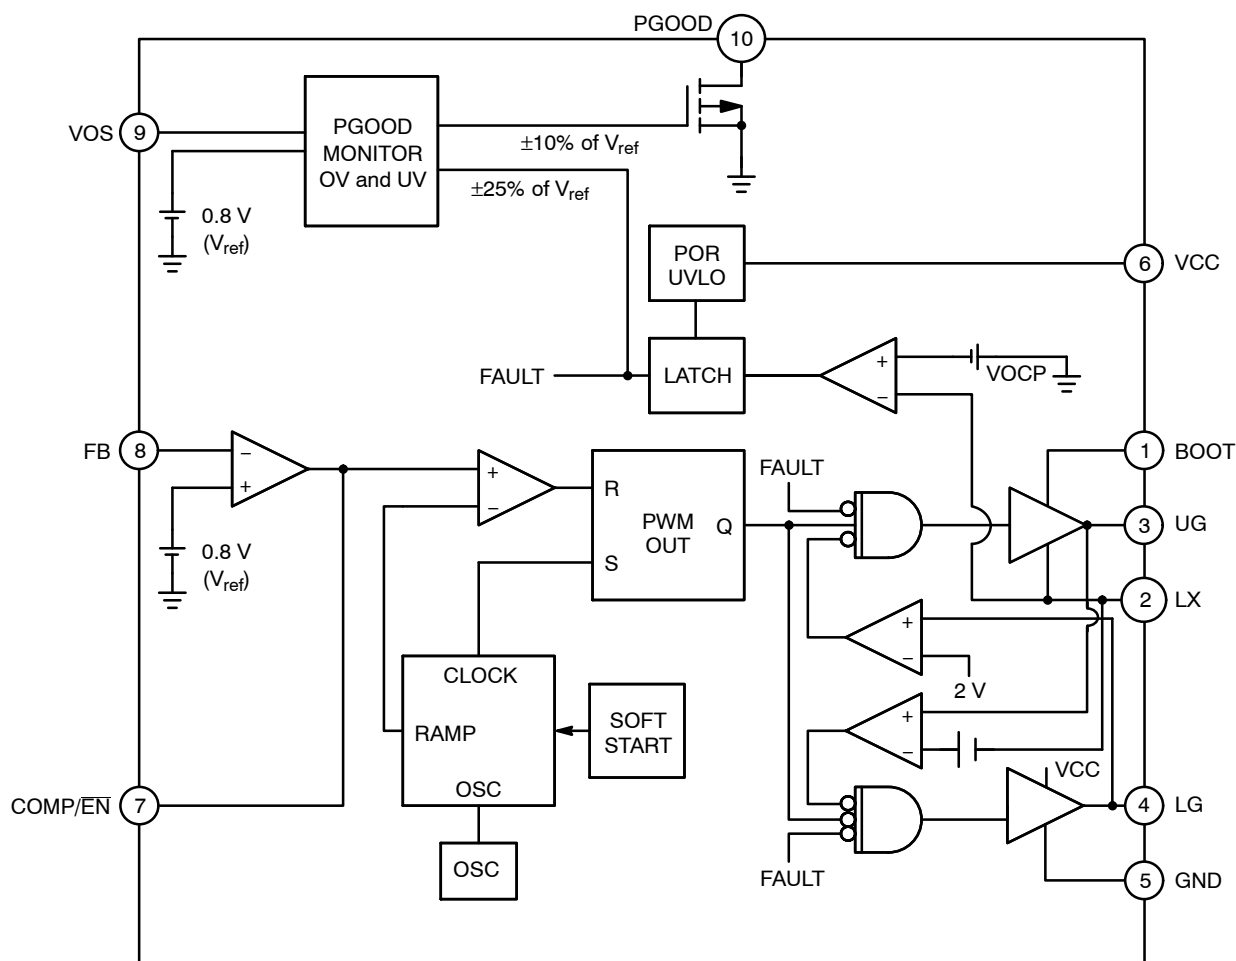 PGOOD
10
VOS
9
PGOOD
MONITOR
OV and UV
±10% of Vref
±25% of Vref
0.8 V
(Vref)
POR
UVLO
6
VCC
FAULT
LATCH
+
−
VOCP
FB
8
−
+
0.8 V
(Vref)
+
−
R
S
PWM
OUT
Q
FAULT
1
BOOT
3
UG
2
LX
+
−
2 V
CLOCK
RAMP
OSC
SOFT
START
+
−
VCC
COMP/EN
7
4
LG
OSC
FAULT
5
GND